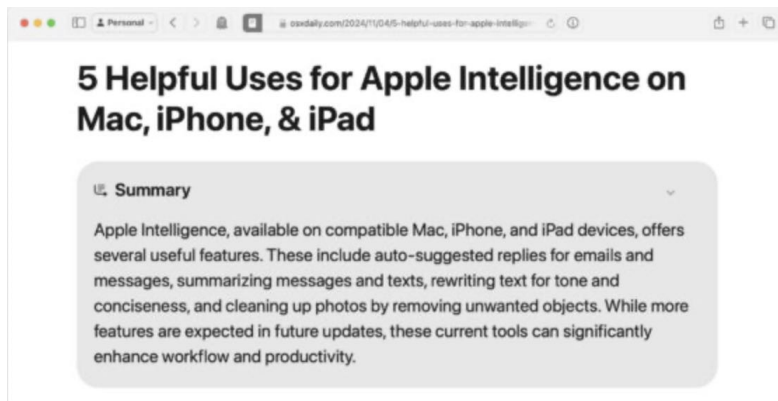 Personal
osxdaily.com/2024/11/04/5-helpful-uses-for-apple-intellige
5 Helpful Uses for Apple Intelligence on
Mac, iPhone, & iPad
Summary
Apple Intelligence, available on compatible Mac, iPhone, and iPad devices, offers
several useful features. These include auto-suggested replies for emails and
messages, summarizing messages and texts, rewriting text for tone and
conciseness, and cleaning up photos by removing unwanted objects. While more
features are expected in future updates, these current tools can significantly
enhance workflow and productivity.